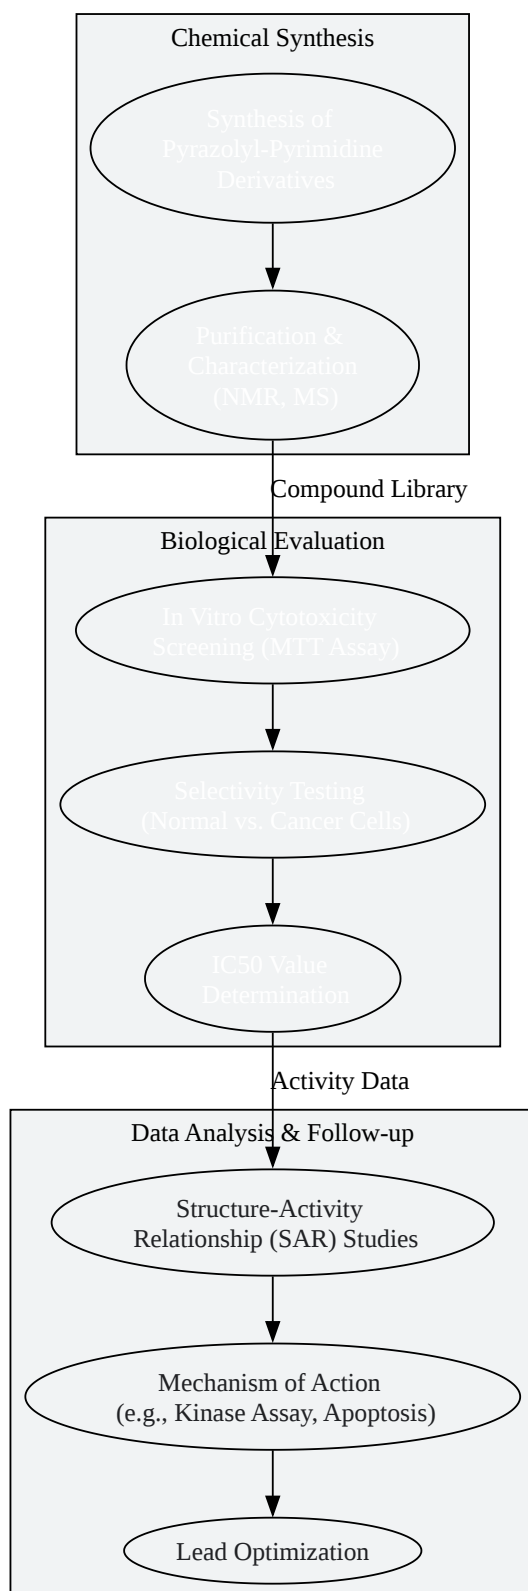 Chemical Synthesis
Synthesis of
Pyrazolyl-Pyrimidine
Derivatives
Purification &
Characterization
(NMR, MS)
Compound Library
Biological Evaluation
In Vitro Cytotoxicity
Screening (MTT Assay)
Selectivity Testing
(Normal vs. Cancer Cells)
IC50 Value
Determination
Activity Data
Data Analysis & Follow-up
Structure-Activity
Relationship (SAR) Studies
Mechanism of Action
(e.g., Kinase Assay, Apoptosis)
Lead Optimization